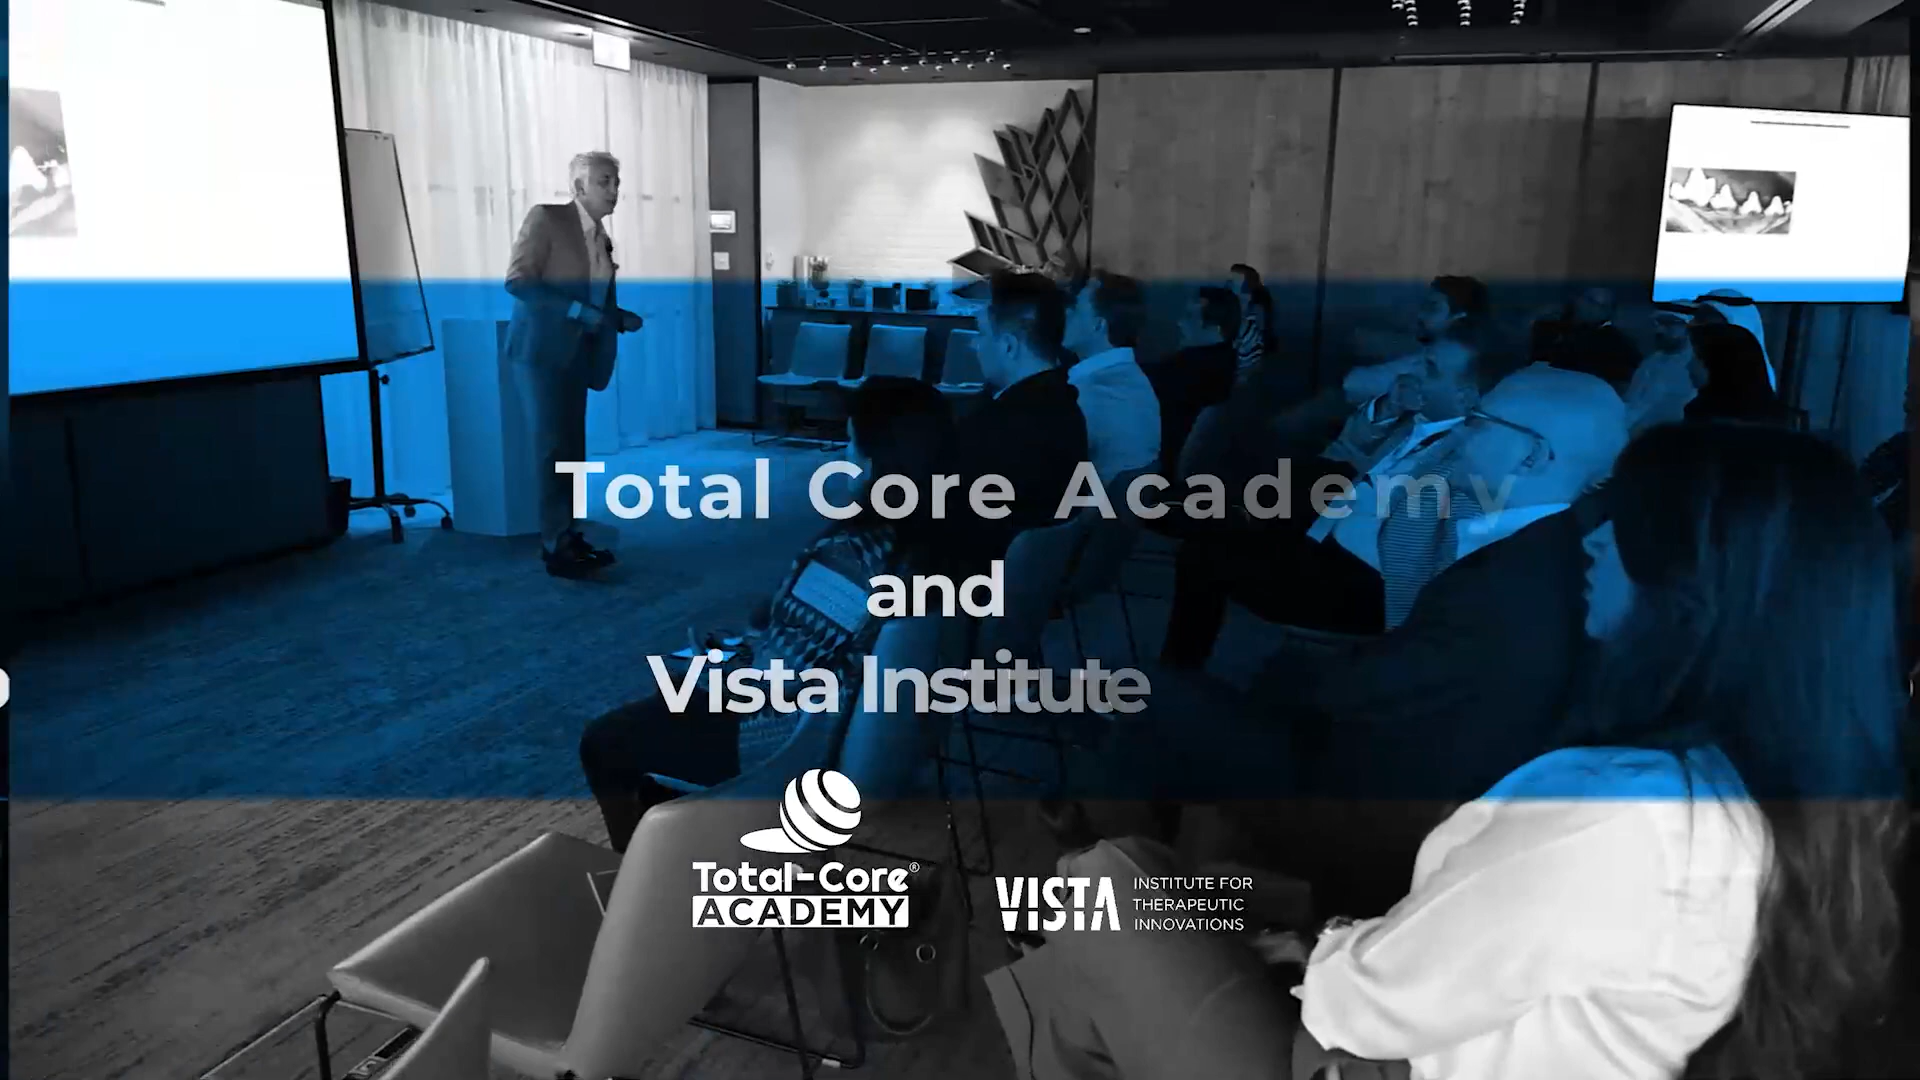 Total Core Academy
and
Vista Institute
Total-Core®
ACADEMY
VISTA
INSTITUTE FOR
THERAPEUTIC
INNOVATIONS